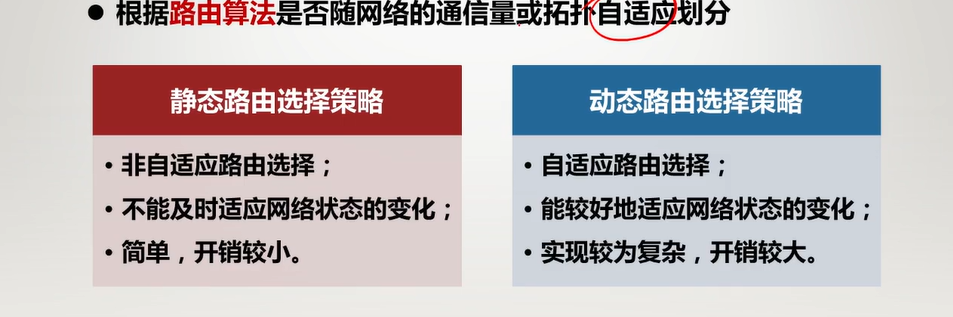 ● 根据路由算法是否随网络的通信量或拓扑自适应划分
静态路由选择策略
• 非自适应路由选择；
• 不能及时适应网络状态的变化；
• 简单，开销较小。
动态路由选择策略
• 自适应路由选择；
• 能较好地适应网络状态的变化；
• 实现较为复杂，开销较大。